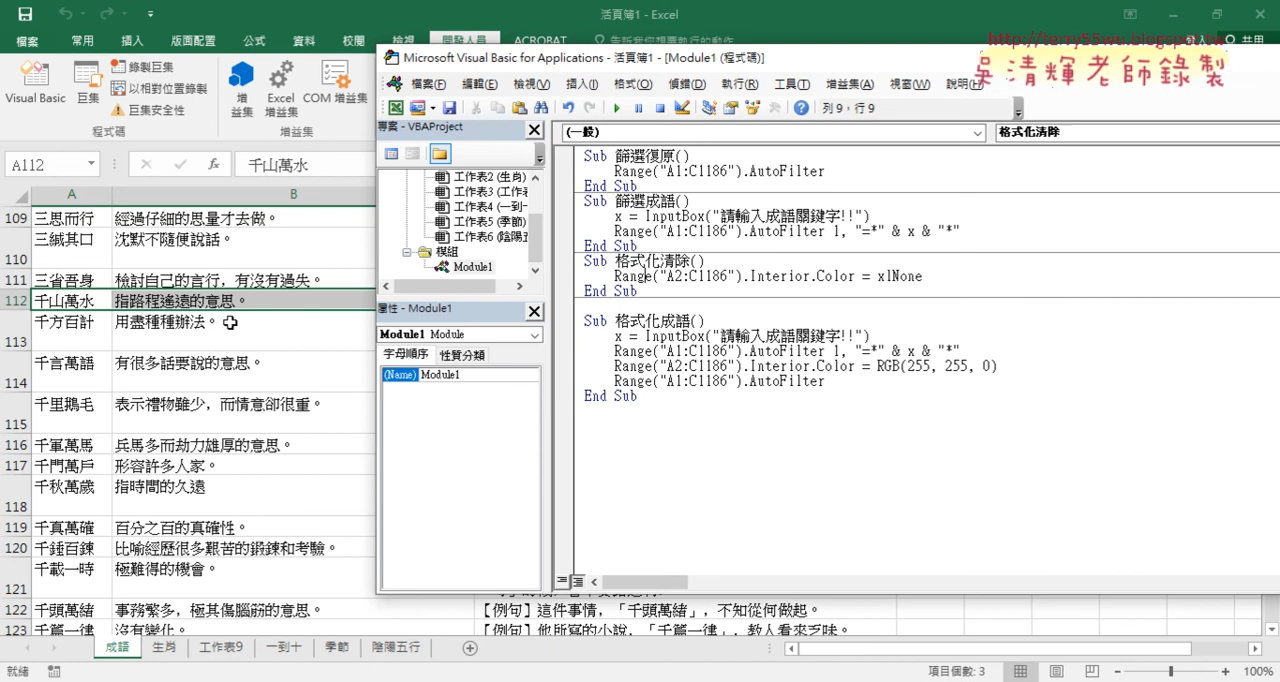 活頁簿1 - Excel
檔案 常用 插入 版面配置 公式 資料 校閱 檢視 開發人員 ACROBAT 告訴我您想要執行的動作 登入 共用
http://terry55wu.blogspot.tw
吳清輝老師錄製
Visual Basic 巨集 錄製巨集 以相對位置錄製 巨集安全性 增益集 Excel 增益集 COM 增益集
程式碼 增益集
A112 千山萬水
A B
109 三思而行 經過仔細的思量才去做。
110 三緘其口 沈默不隨便說話。
111 三省吾身 檢討自己的言行，有沒有過失。
112 千山萬水 指路程遙遠的意思。
113 千方百計 用盡種種辦法。
114 千言萬語 有很多話要說的意思。
115 千里鵝毛 表示禮物雖少，而情意卻很重。
116 千軍萬馬 兵馬多而勢力雄厚的意思。
117 千門萬戶 形容許多人家。
118 千秋萬歲 指時間的久遠
119 千真萬確 百分之百的真確性。
120 千錘百鍊 比喻經歷很多艱苦的鍛鍊和考驗。
121 千載一時 極難得的機會。
122 千頭萬緒 事務繁多，極其傷腦筋的意思。 【例句】這件事情，「千頭萬緒」，不知從何做起。
123 千篇一律 沒有變化。 【例句】他所寫的小說，「千篇一律」，教人看來乏味。
成語 生肖 工作表9 一到十 季節 陰陽五行
就緒 項目個數: 3 100%
Microsoft Visual Basic for Applications - 活頁簿1 - [Module1 (程式碼)]
檔案(F) 編輯(E) 檢視(V) 插入(I) 格式(O) 偵錯(D) 執行(R) 工具(T) 增益集(A) 視窗(W) 說明(H)
列 9，行 9
專案 - VBAProject
工作表2 (生肖)
工作表3 (工作表
工作表4 (一到一
工作表5 (季節)
工作表6 (陰陽五
模組
Module1
屬性 - Module1
Module1 Module
字母順序 性質分類
(Name) Module1
(一般) 格式化清除
Sub 篩選復原()
Range("A1:C1186").AutoFilter
End Sub
Sub 篩選成語()
x = InputBox("請輸入成語關鍵字!!")
Range("A1:C1186").AutoFilter 1, "=*" & x & "*"
End Sub
Sub 格式化清除()
Range("A2:C1186").Interior.Color = xlNone
End Sub
Sub 格式化成語()
x = InputBox("請輸入成語關鍵字!!")
Range("A1:C1186").AutoFilter 1, "=*" & x & "*"
Range("A2:C1186").Interior.Color = RGB(255, 255, 0)
Range("A1:C1186").AutoFilter
End Sub